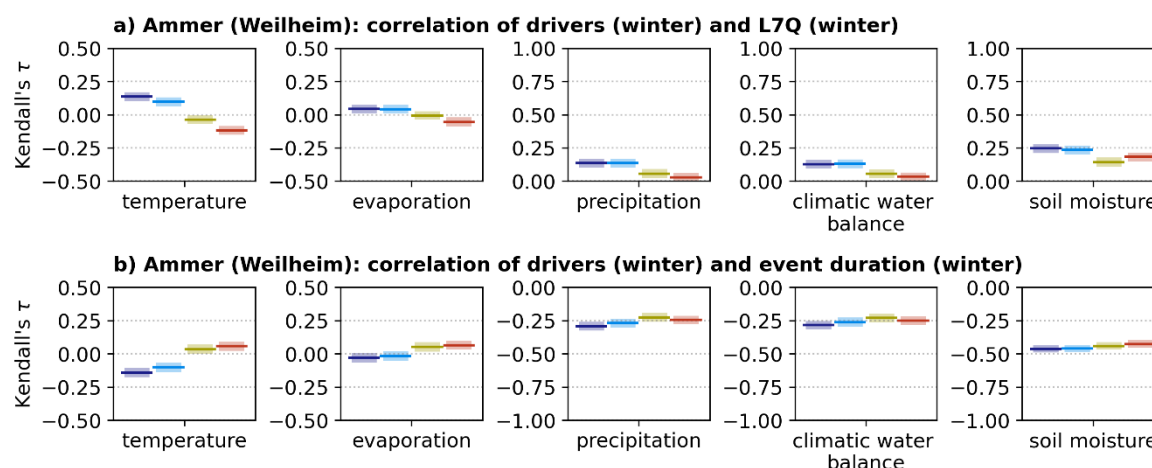 a) Ammer (Weilheim): correlation of drivers (winter) and L7Q (winter)
0.50 0.50 1.00 1.00 1.00
0.25 0.25 0.75 0.75 0.75
0.00 0.00 0.50 0.50 0.50
−0.25 −0.25 0.25 0.25 0.25
−0.50 −0.50 0.00 0.00 0.00
Kendall's τ
temperature evaporation precipitation climatic water soil moisture
balance
b) Ammer (Weilheim): correlation of drivers (winter) and event duration (winter)
0.50 0.50 0.00 0.00 0.00
0.25 0.25 −0.25 −0.25 −0.25
0.00 0.00 −0.50 −0.50 −0.50
−0.25 −0.25 −0.75 −0.75 −0.75
−0.50 −0.50 −1.00 −1.00 −1.00
Kendall's τ
temperature evaporation precipitation climatic water soil moisture
balance